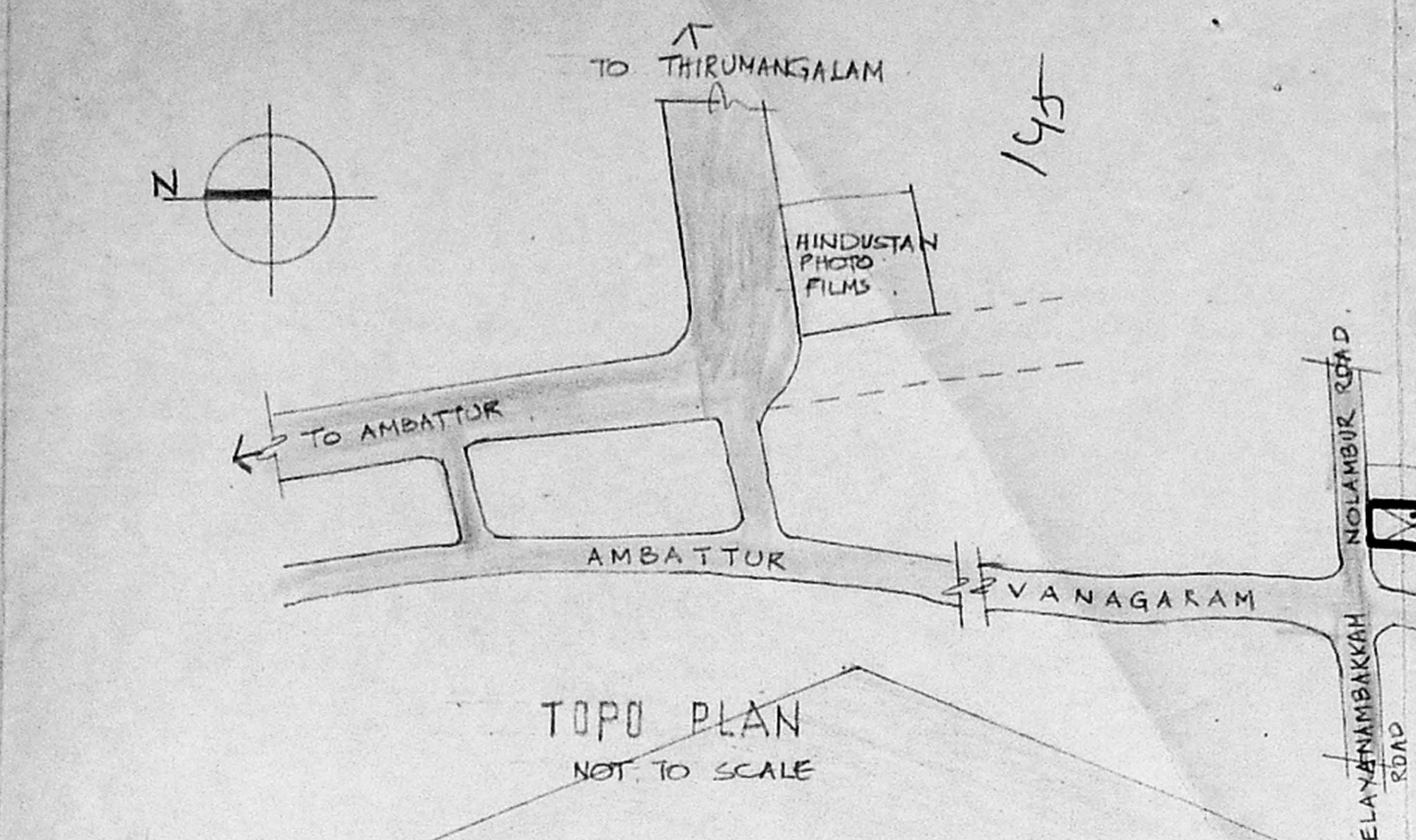 TO THIRUMANGALAM
145
N
HINDUSTAN
PHOTO
FILMS
NOLAMBUR ROAD.
TO AMBATTUR
AMBATTUR
VANAGARAM
ELAYANAMBAKKAM
ROAD
TOPO PLAN
NOT TO SCALE